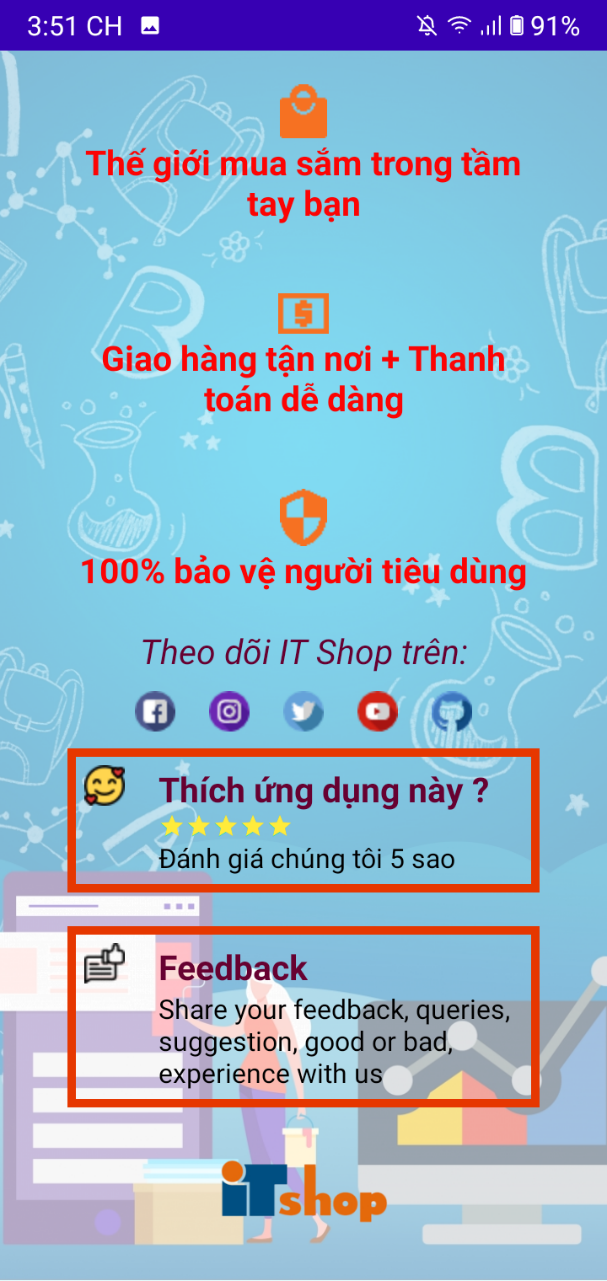 3:51 CH 91%
Thế giới mua sắm trong tầm
tay bạn
Giao hàng tận nơi + Thanh
toán dễ dàng
100% bảo vệ người tiêu dùng
Theo dõi IT Shop trên:
Thích ứng dụng này ?
Đánh giá chúng tôi 5 sao
Feedback
Share your feedback, queries,
suggestion, good or bad,
experience with us
iTshop